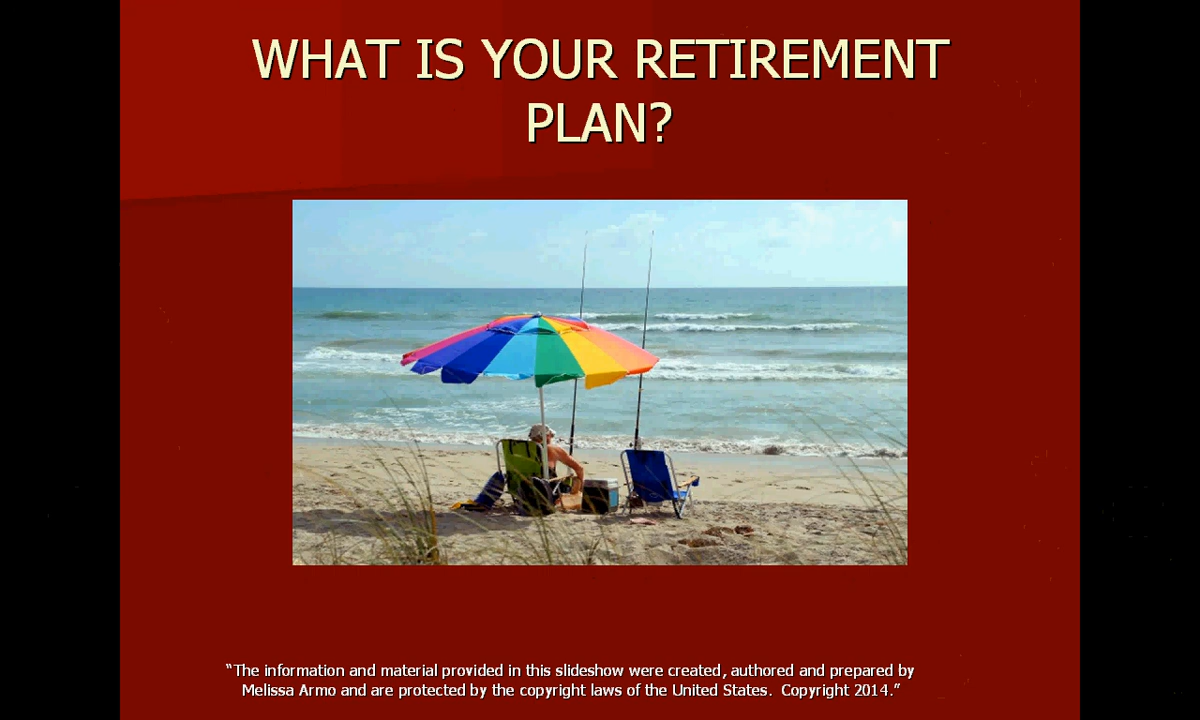 WHAT IS YOUR RETIREMENT
PLAN?
“The information and material provided in this slideshow were created, authored and prepared by
Melissa Armo and are protected by the copyright laws of the United States.  Copyright 2014.”